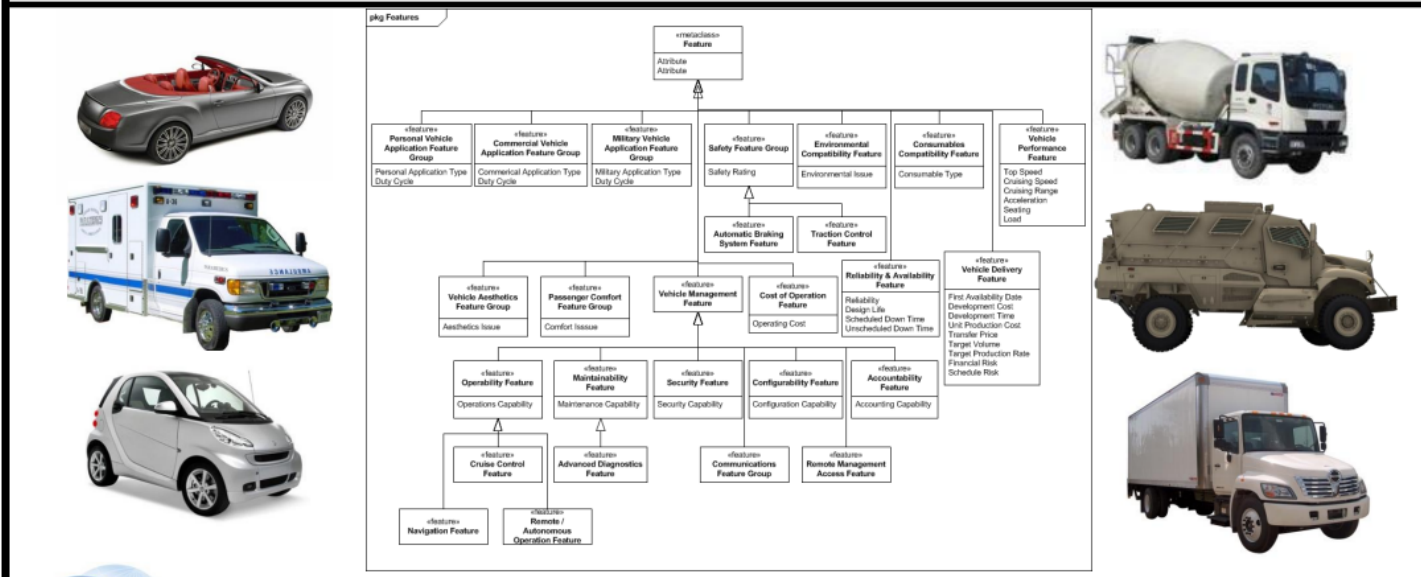 pkg Features
«metaclass»
Feature
Attribute
Attribute
«feature»
Personal Vehicle
Application Feature
Group
Personal Application Type
Duty Cycle
«feature»
Commercial Vehicle
Application Feature Group
Commerical Application Type
Duty Cycle
«feature»
Military Vehicle
Application Feature
Group
Military Application Type
Duty Cycle
«feature»
Safety Feature Group
Safety Rating
«feature»
Environmental
Compatibility Feature
Environmental Issue
«feature»
Consumables
Compatibility Feature
Consumable Type
«feature»
Vehicle
Performance
Feature
Top Speed
Cruising Speed
Cruising Range
Acceleration
Seating
Load
«feature»
Automatic Braking
System Feature
«feature»
Traction Control
Feature
«feature»
Vehicle Aesthetics
Feature Group
Aesthetics Isssue
«feature»
Passenger Comfort
Feature Group
Comfort Isssue
«feature»
Vehicle Management
Feature
«feature»
Cost of Operation
Feature
Operating Cost
«feature»
Reliability & Availability
Feature
Reliability
Design Life
Scheduled Down Time
Unscheduled Down Time
«feature»
Vehicle Delivery
Feature
First Availability Date
Development Cost
Development Time
Unit Production Cost
Transfer Price
Target Volume
Target Production Rate
Financial Risk
Schedule Risk
«feature»
Operability Feature
Operations Capability
«feature»
Maintainability
Feature
Maintenance Capability
«feature»
Security Feature
Security Capability
«feature»
Configurability Feature
Configuration Capability
«feature»
Accountability
Feature
Accounting Capability
«feature»
Cruise Control
Feature
«feature»
Advanced Diagnostics
Feature
«feature»
Communications
Feature Group
«feature»
Remote Management
Access Feature
«feature»
Navigation Feature
«feature»
Remote /
Autonomous
Operation Feature